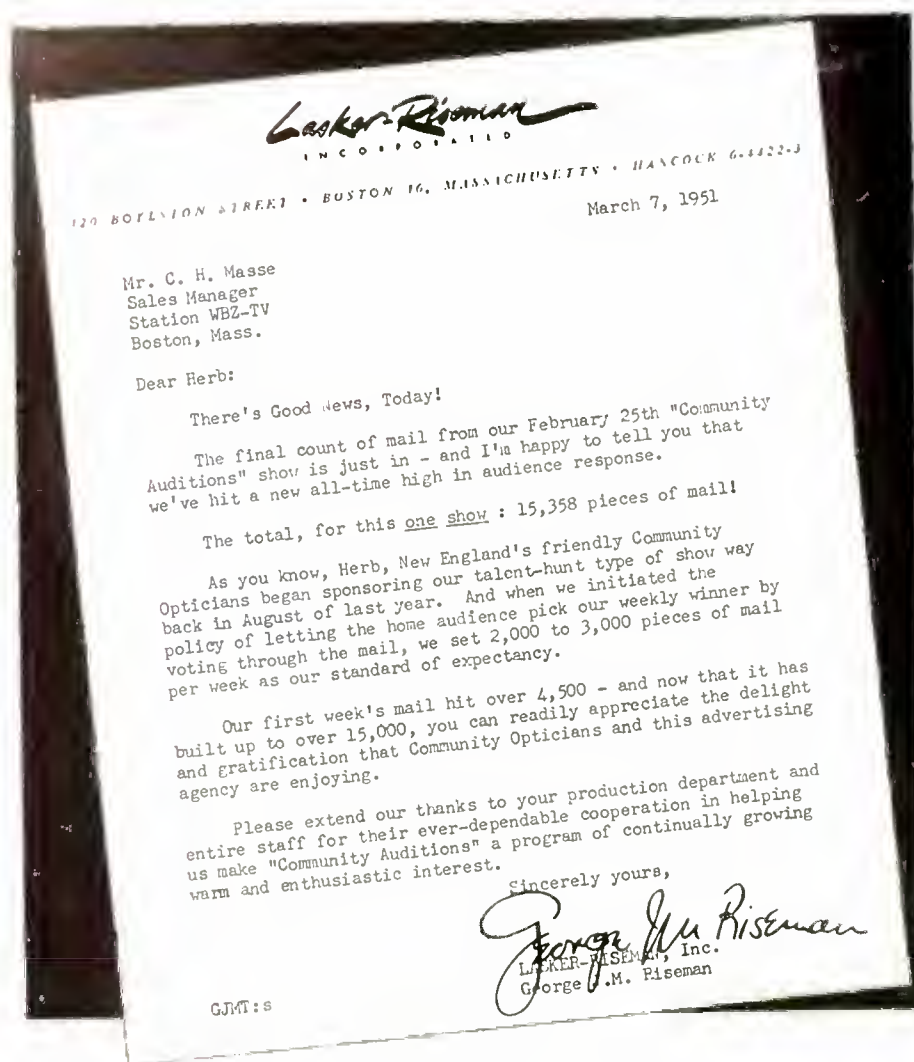 Lasker-Riseman
INCORPORATED
BOYLSTON STREET • BOSTON 16, MASSACHUSETTS • HANCOCK 6-4422-3
March 7, 1951
Mr. C. H. Masse
Sales Manager
Station WBZ-TV
Boston, Mass.
Dear Herb:
There's Good News, Today!
The final count of mail from our February 25th "Community
Auditions" show is just in - and I'm happy to tell you that
we've hit a new all-time high in audience response.
The total, for this one show : 15,358 pieces of mail!
As you know, Herb, New England's friendly Community
Opticians began sponsoring our talent-hunt type of show way
back in August of last year. And when we initiated the
policy of letting the home audience pick our weekly winner by
voting through the mail, we set 2,000 to 3,000 pieces of mail
per week as our standard of expectancy.
Our first week's mail hit over 4,500 - and now that it has
built up to over 15,000, you can readily appreciate the delight
and gratification that Community Opticians and this advertising
agency are enjoying.
Please extend our thanks to your production department and
entire staff for their ever-dependable cooperation in helping
us make "Community Auditions" a program of continually growing
warm and enthusiastic interest.
Sincerely yours,
George M Riseman
LASKER-RISEMAN, Inc.
George .M. Riseman
GJMT:s